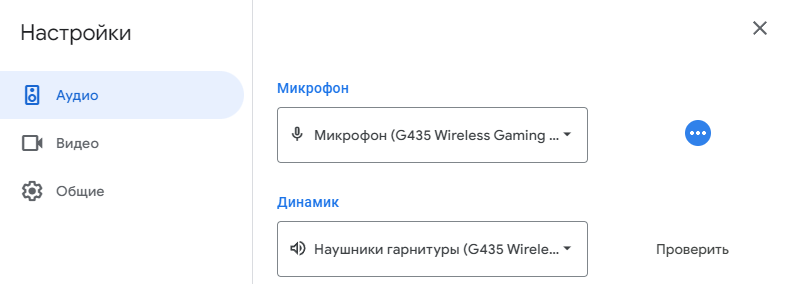 Настройки
Аудио
Видео
Общие
Микрофон
Микрофон (G435 Wireless Gaming ...
Динамик
Наушники гарнитуры (G435 Wirele...
Проверить